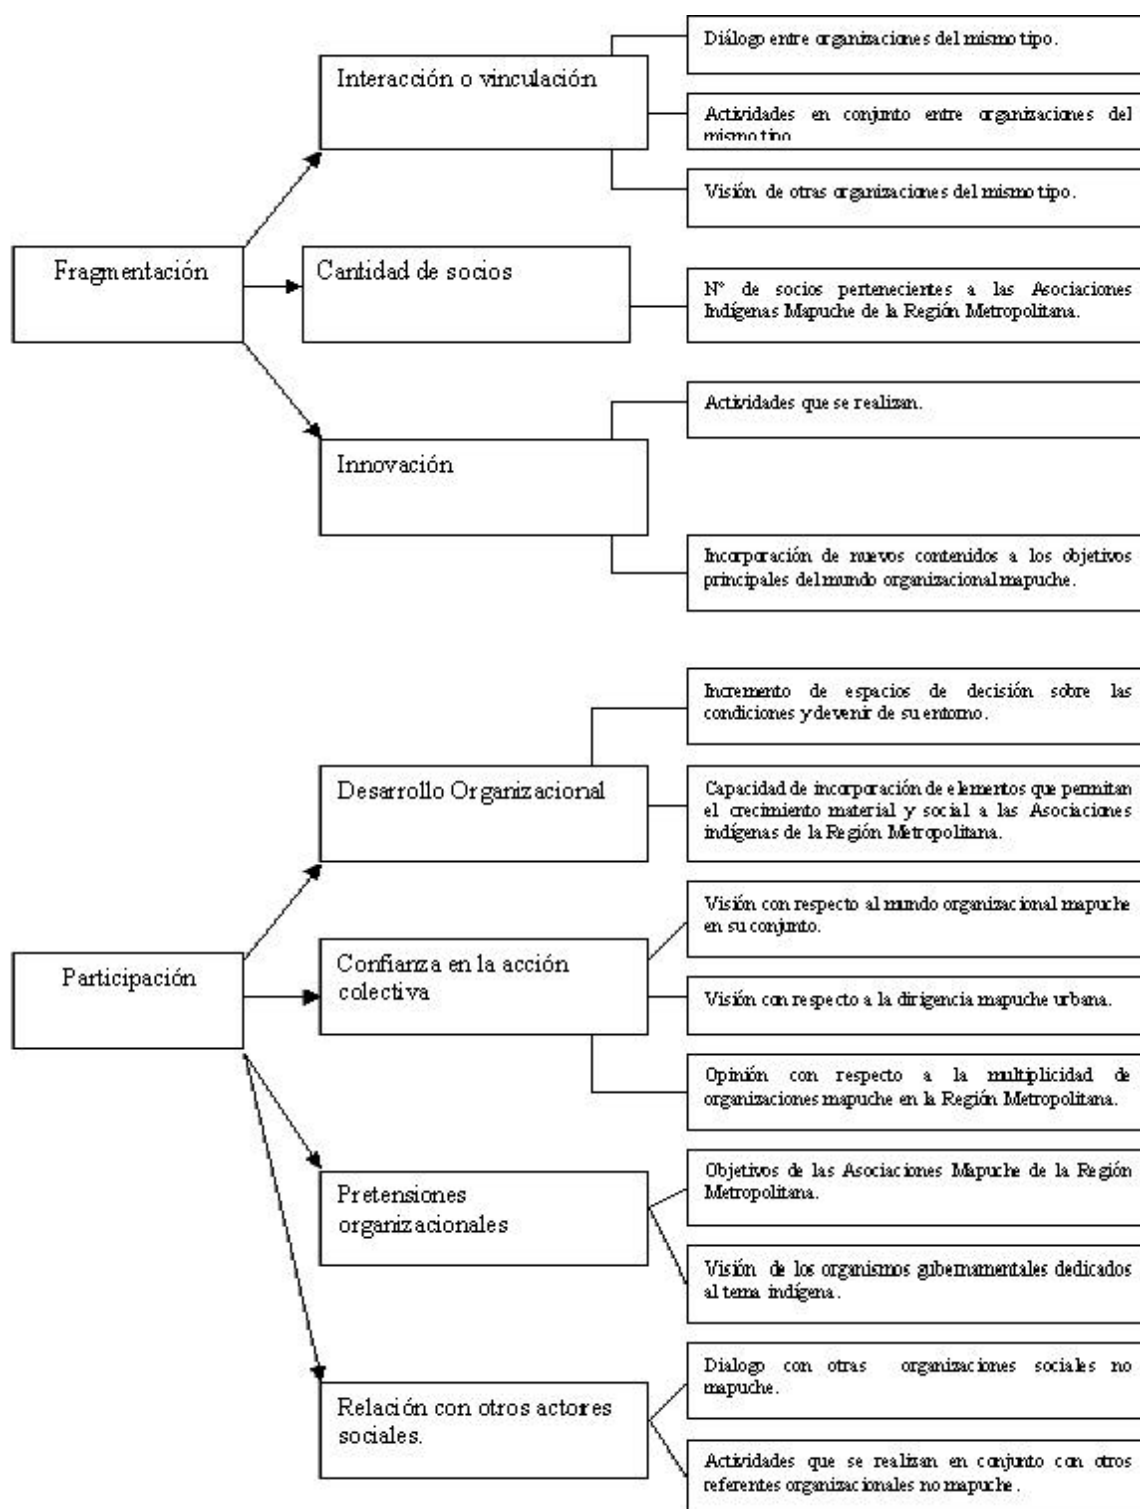 Diálogo entre organizaciones del mismo tipo.
Interacción o vinculación
Actividades en conjunto entre organizaciones del
mismo tipo
Visión de otras organizaciones del mismo tipo.
Fragmentación
Cantidad de socios
N° de socios pertenecientes a las Asociaciones
Indígenas Mapuche de la Región Metropolitana.
Actividades que se realizan.
Innovación
Incorporación de nuevos contenidos a los objetivos
principales del mundo organizacional mapuche.
Incremento de espacios de decisión sobre las
condiciones y devenir de su entorno.
Desarrollo Organizacional
Capacidad de incorporación de elementos que permitan
el crecimiento material y social a las Asociaciones
indígenas de la Región Metropolitana.
Visión con respecto al mundo organizacional mapuche
en su conjunto.
Participación
Confianza en la acción
colectiva
Visión con respecto a la dirigencia mapuche urbana.
Opinión con respecto a la multiplicidad de
organizaciones mapuche en la Región Metropolitana.
Pretensiones
organizacionales
Objetivos de las Asociaciones Mapuche de la Región
Metropolitana.
Visión de los organismos gubernamentales dedicados
al tema indígena.
Relación con otros actores
sociales.
Dialogo con otras organizaciones sociales no
mapuche.
Actividades que se realizan en conjunto con otros
referentes organizacionales no mapuche.